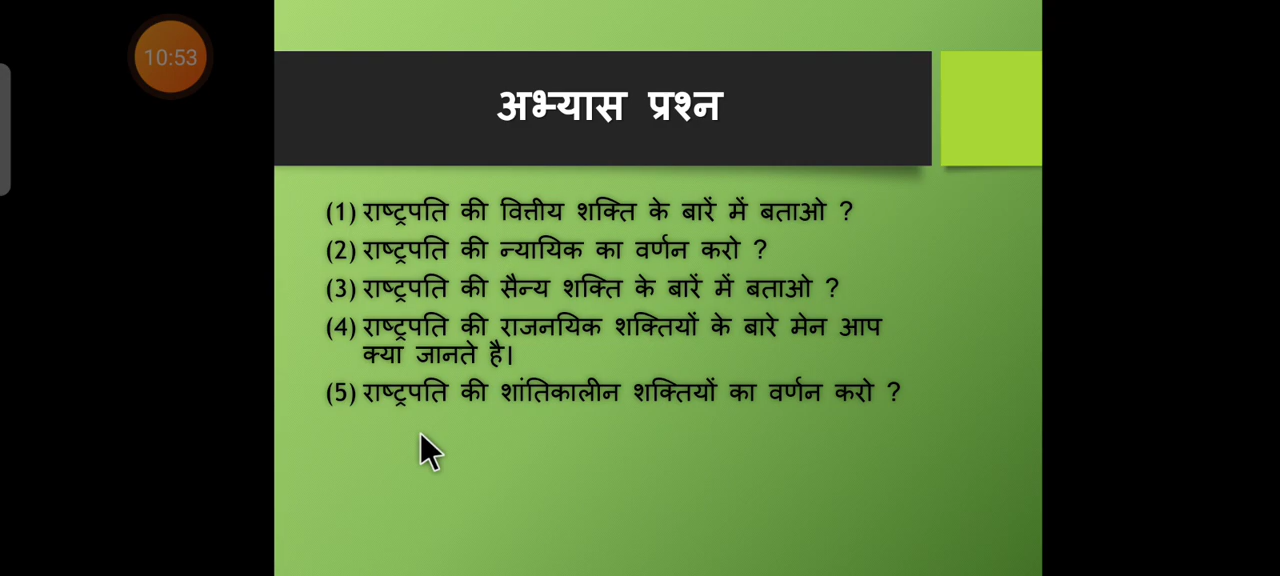 10:53
अभ्यास प्रश्न
(1) राष्ट्रपति की वित्तीय शक्ति के बारें में बताओ ?
(2) राष्ट्रपति की न्यायिक का वर्णन करो ?
(3) राष्ट्रपति की सैन्य शक्ति के बारें में बताओ ?
(4) राष्ट्रपति की राजनयिक शक्तियों के बारे मेन आप
क्या जानते है।
(5) राष्ट्रपति की शांतिकालीन शक्तियों का वर्णन करो ?